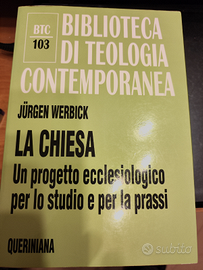 BTC
103
BIBLIOTECA
DI TEOLOGIA
CONTEMPORANEA
JÜRGEN WERBICK
LA CHIESA
Un progetto ecclesiologico
per lo studio e per la prassi
QUERINIANA